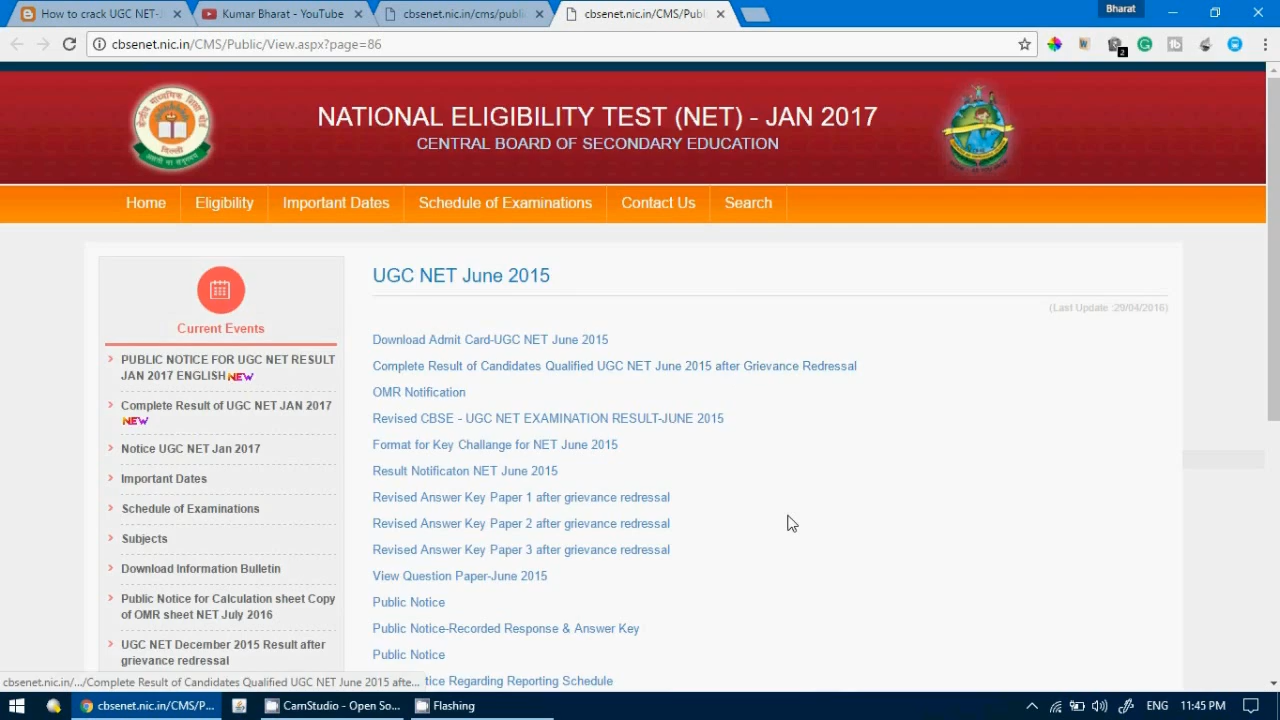 How to crack UGC NET-J
Kumar Bharat - YouTube
cbsenet.nic.in/cms/publi
cbsenet.nic.in/CMS/Publ
Bharat
cbsenet.nic.in/CMS/Public/View.aspx?page=86
2
NATIONAL ELIGIBILITY TEST (NET) - JAN 2017
CENTRAL BOARD OF SECONDARY EDUCATION
Home
Eligibility
Important Dates
Schedule of Examinations
Contact Us
Search
Current Events
PUBLIC NOTICE FOR UGC NET RESULT
JAN 2017 ENGLISH NEW
Complete Result of UGC NET JAN 2017
NEW
Notice UGC NET Jan 2017
Important Dates
Schedule of Examinations
Subjects
Download Information Bulletin
Public Notice for Calculation sheet Copy
of OMR sheet NET July 2016
UGC NET December 2015 Result after
grievance redressal
UGC NET June 2015
(Last Update :29/04/2016)
Download Admit Card-UGC NET June 2015
Complete Result of Candidates Qualified UGC NET June 2015 after Grievance Redressal
OMR Notification
Revised CBSE - UGC NET EXAMINATION RESULT-JUNE 2015
Format for Key Challange for NET June 2015
Result Notificaton NET June 2015
Revised Answer Key Paper 1 after grievance redressal
Revised Answer Key Paper 2 after grievance redressal
Revised Answer Key Paper 3 after grievance redressal
View Question Paper-June 2015
Public Notice
Public Notice-Recorded Response & Answer Key
Public Notice
tice Regarding Reporting Schedule
cbsenet.nic.in/.../Complete Result of Candidates Qualified UGC NET June 2015 afte...
cbsenet.nic.in/CMS/P...
CamStudio - Open So...
Flashing
ENG
11:45 PM